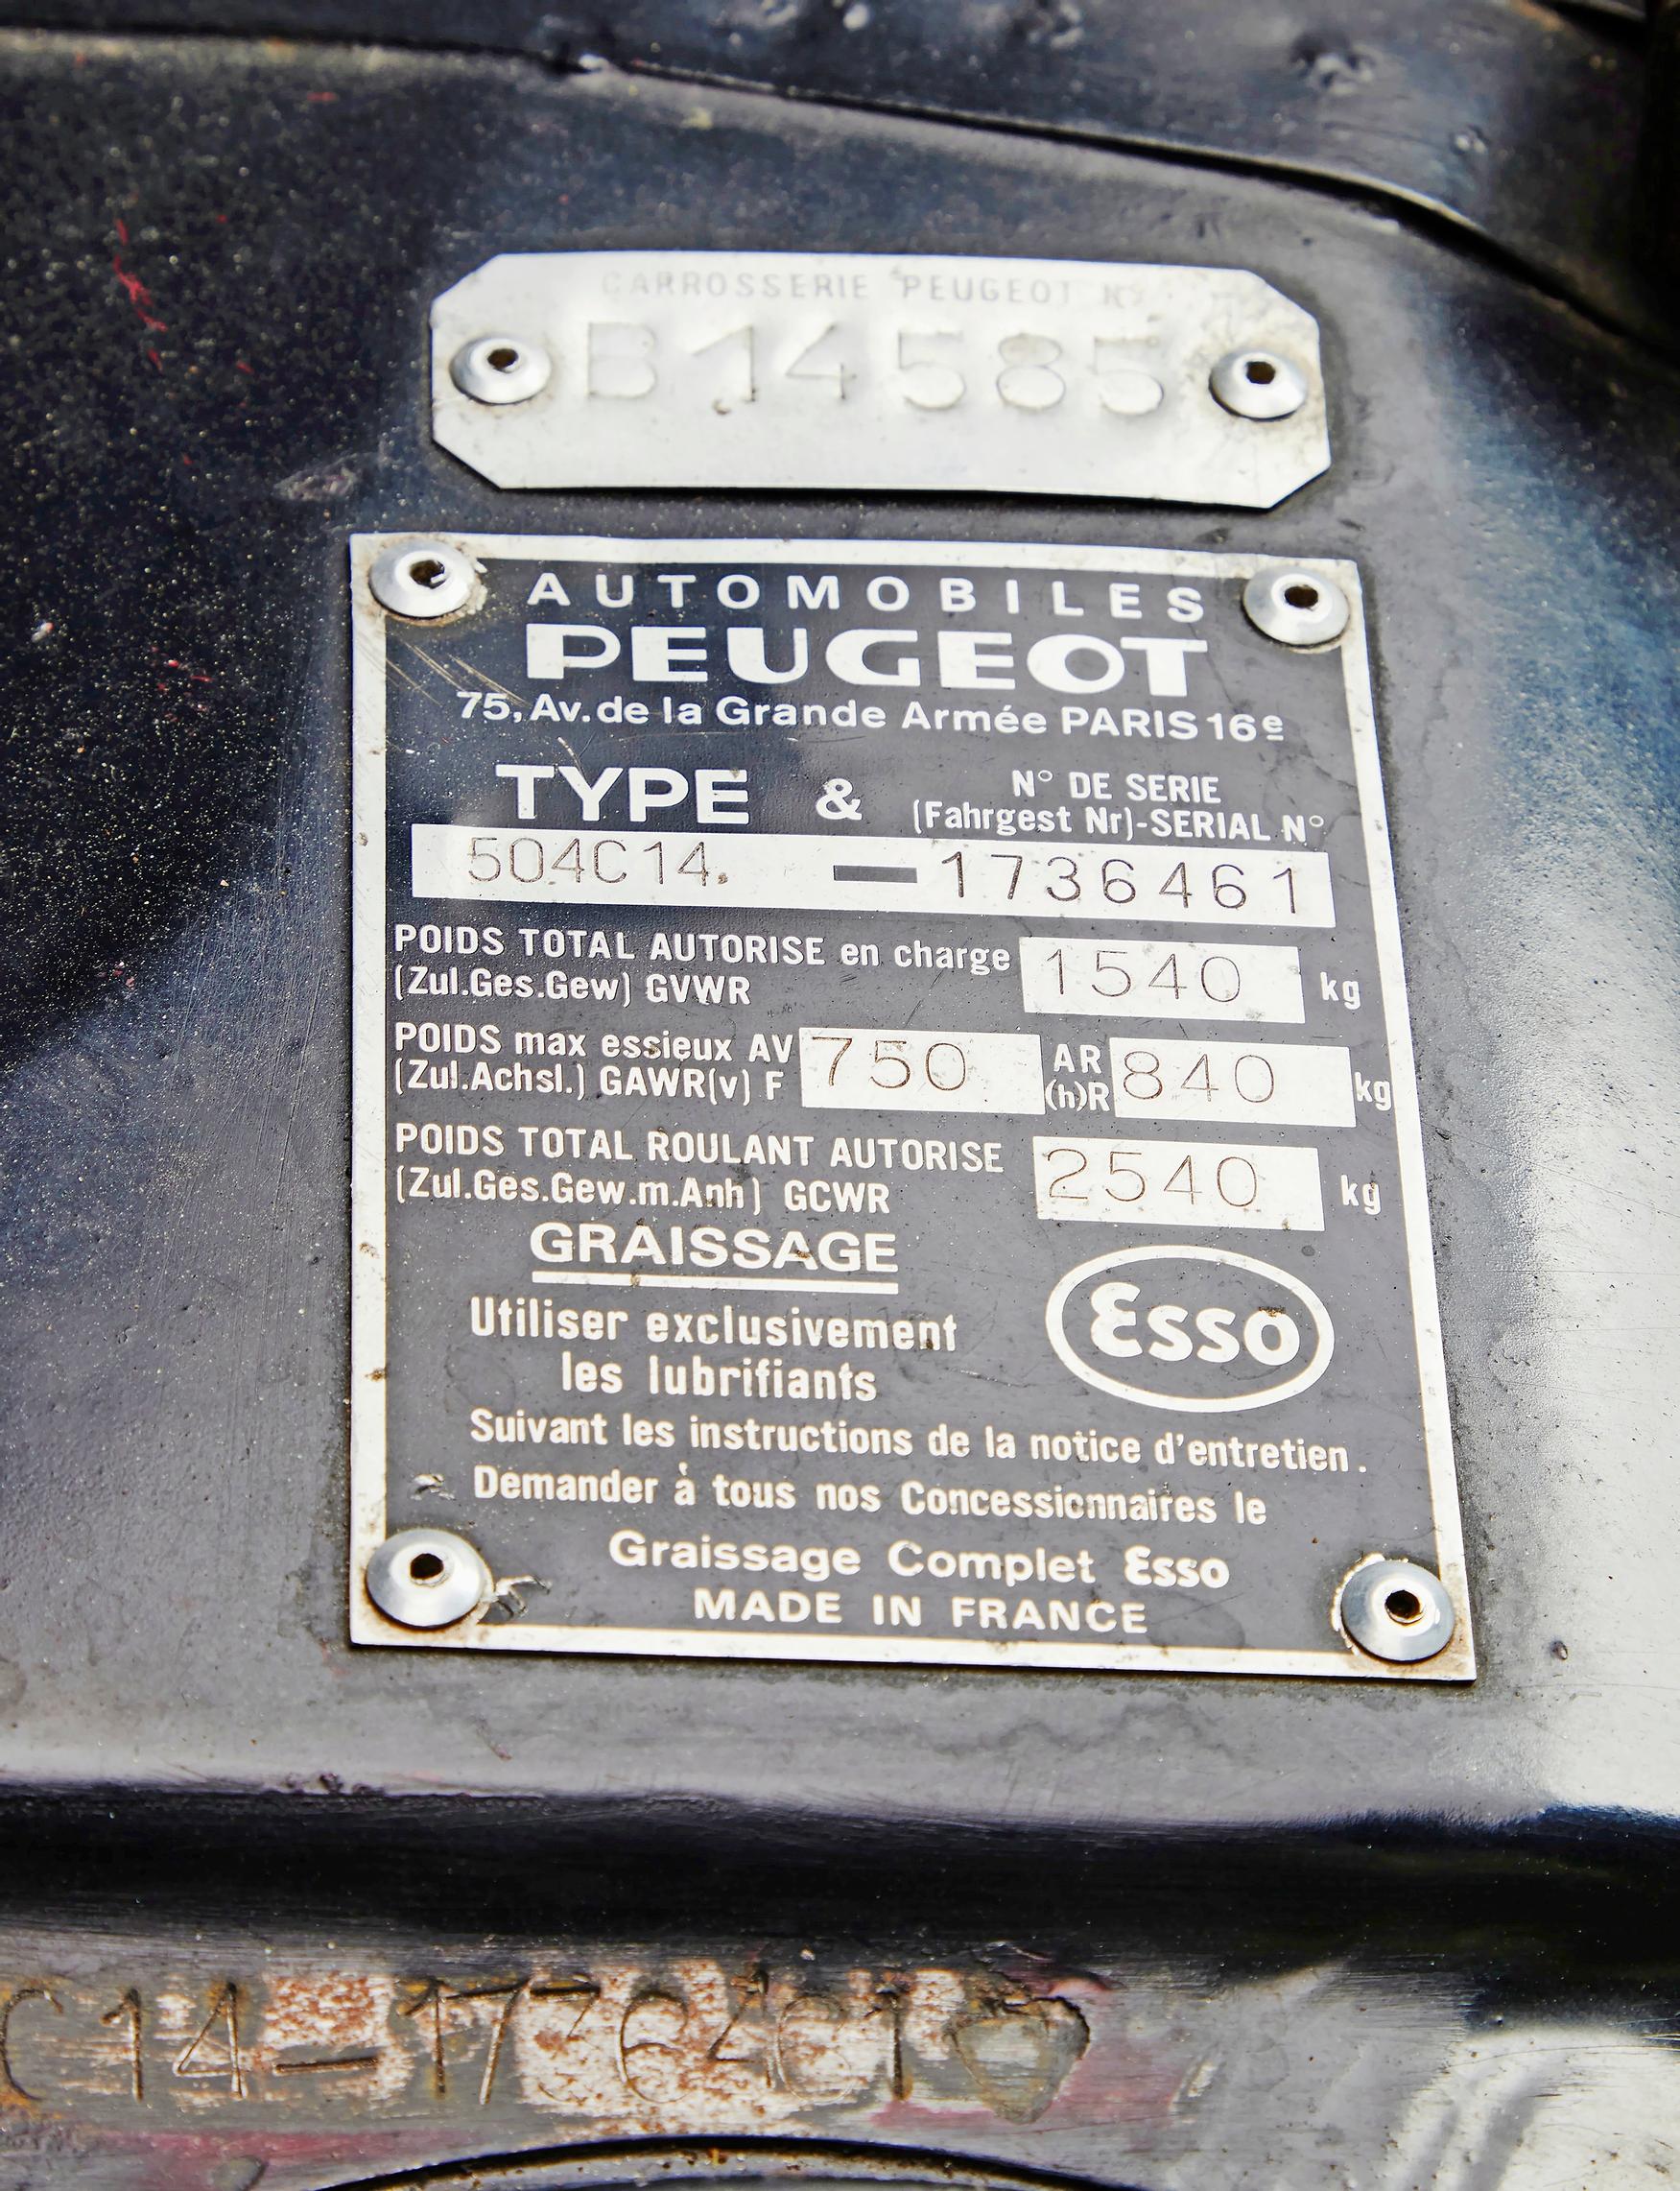 CARROSSERIE PEUGEOT Nº
B14585
AUTOMOBILES
PEUGEOT
75, Av. de la Grande Armée PARIS 16e
TYPE & N° DE SERIE
(Fahrgest Nr)-SERIAL N°
504C14. — 1736461
POIDS TOTAL AUTORISE en charge 1540 kg
(Zul.Ges.Gew) GVWR
POIDS max essieux AV 750 AR 840 kg
(Zul.Achsl.) GAWR(v) F (h)R
POIDS TOTAL ROULANT AUTORISE 2540 kg
(Zul.Ges.Gew.m.Anh) GCWR
GRAISSAGE
Utiliser exclusivement
les lubrifiants
Esso
Suivant les instructions de la notice d'entretien.
Demander à tous nos Concessionnaires le
Graissage Complet Esso
MADE IN FRANCE
C14-1736461